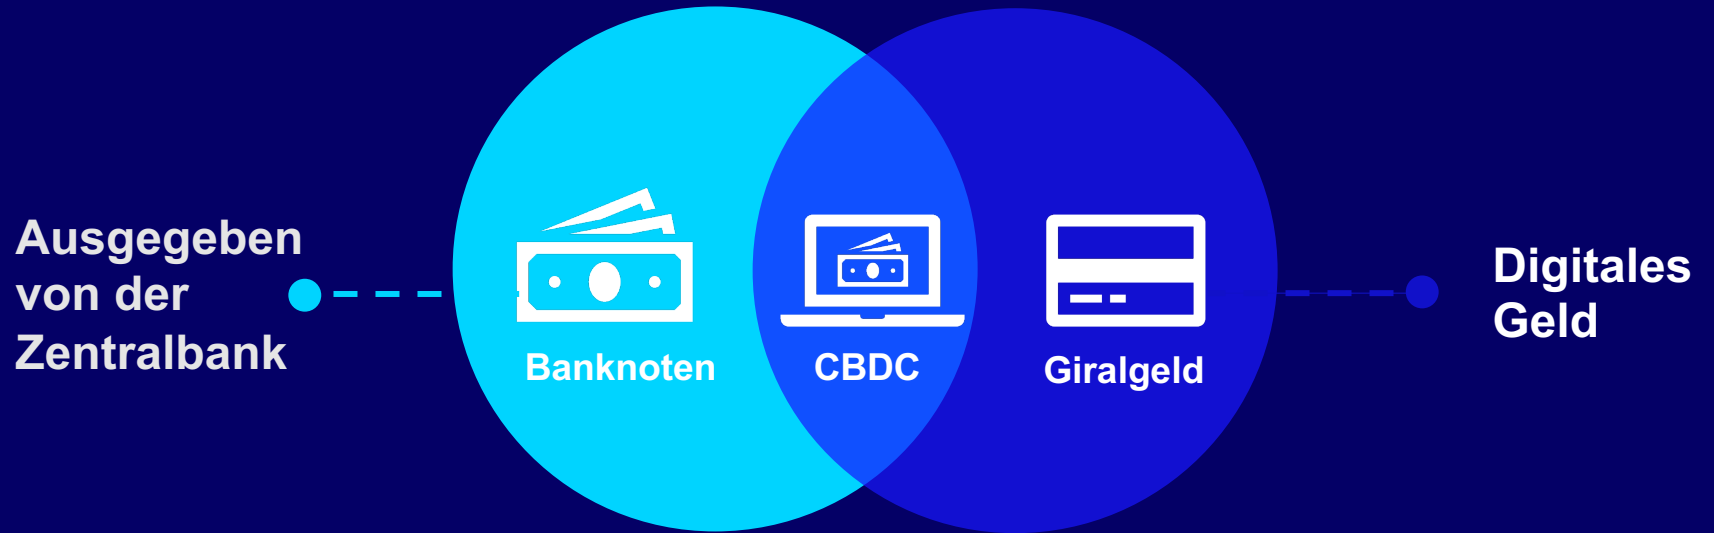 Ausgegeben
von der
Zentralbank
Banknoten
CBDC
Giralgeld
Digitales
Geld